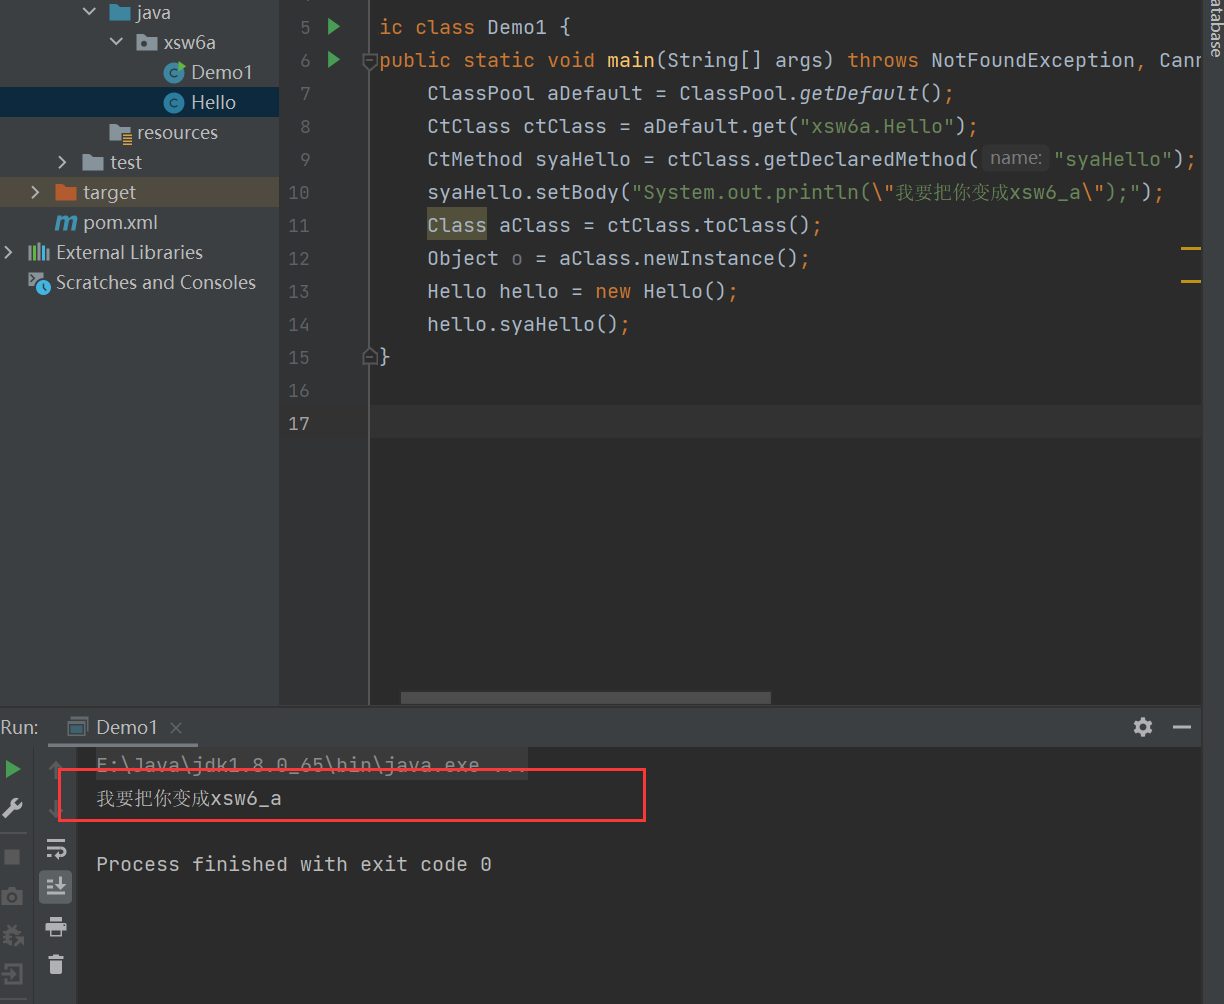 java
xsw6a
Demo1
Hello
resources
test
target
pom.xml
External Libraries
Scratches and Consoles
5 ic class Demo1 {
6 public static void main(String[] args) throws NotFoundException, Cann
7 ClassPool aDefault = ClassPool.getDefault();
8 CtClass ctClass = aDefault.get("xsw6a.Hello");
9 CtMethod syaHello = ctClass.getDeclaredMethod( name: "syaHello");
10 syaHello.setBody("System.out.println(\"我要把你变成xsw6_a\");");
11 Class aClass = ctClass.toClass();
12 Object o = aClass.newInstance();
13 Hello hello = new Hello();
14 hello.syaHello();
15 }
16
17
atabase
Run: Demo1
E:\Java\jdk1.8.0_65\bin\java.exe ...
我要把你变成xsw6_a
Process finished with exit code 0